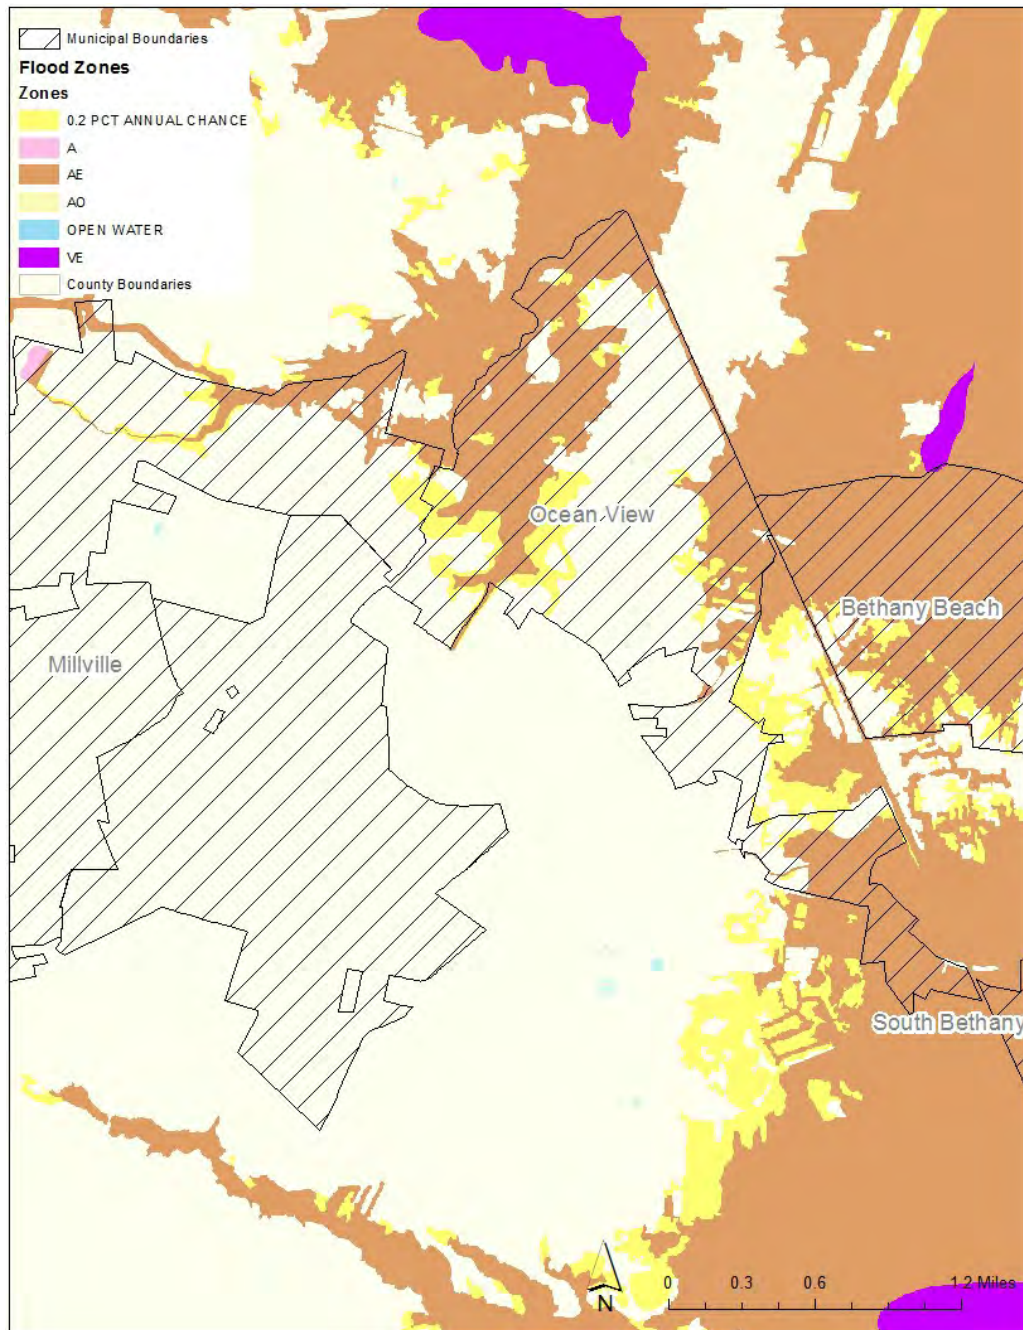 Municipal Boundaries
Flood Zones
Zones
0.2 PCT ANNUAL CHANCE
A
AE
AO
OPEN WATER
VE
County Boundaries
Ocean View
Bethany Beach
Millville
South Bethany
0 0.3 0.6 1.2 Miles
N